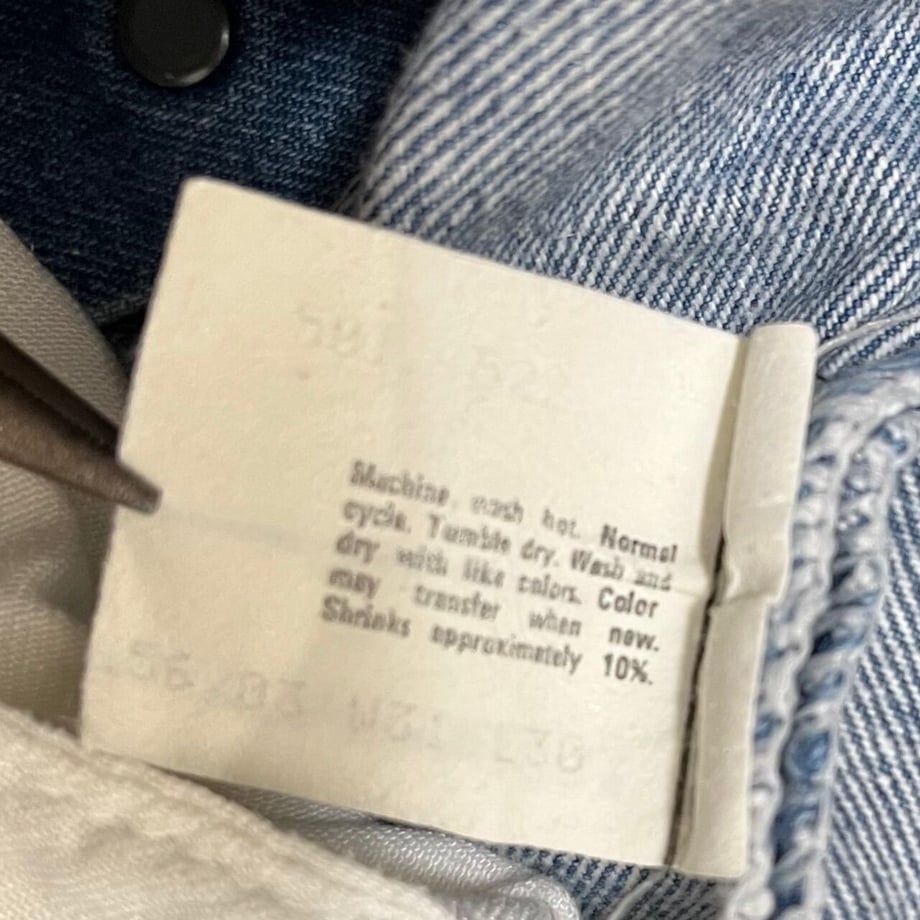 Machine wash hot. Normal
cycle. Tumble dry. Wash and
dry with like colors. Color
may transfer when new.
Shrinks approximately 10%.